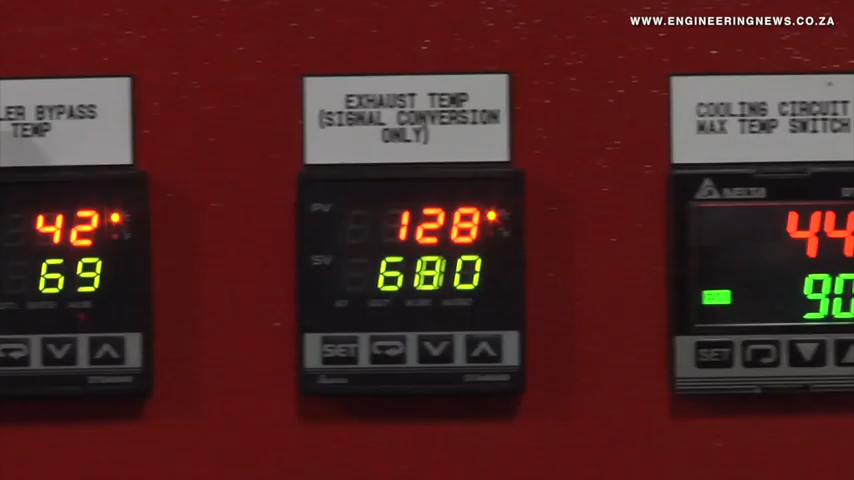 WWW.ENGINEERINGNEWS.CO.ZA
LER BYPASS
TEMP
42
69
EXHAUST TEMP
(SIGNAL CONVERSION
ONLY)
PV
128
SV
680
SET
COOLING CIRCUIT
MAX TEMP SWITCH
DELTA
44
90
SET